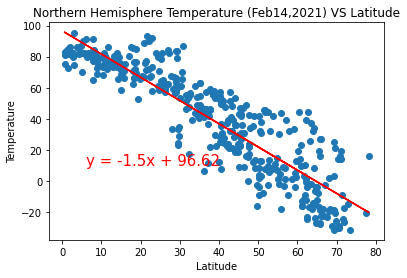 Northern Hemisphere Temperature (Feb14,2021) VS Latitude
100
80
60
40
20
0
−20
Temperature
y = -1.5x + 96.62
0 10 20 30 40 50 60 70 80
Latitude